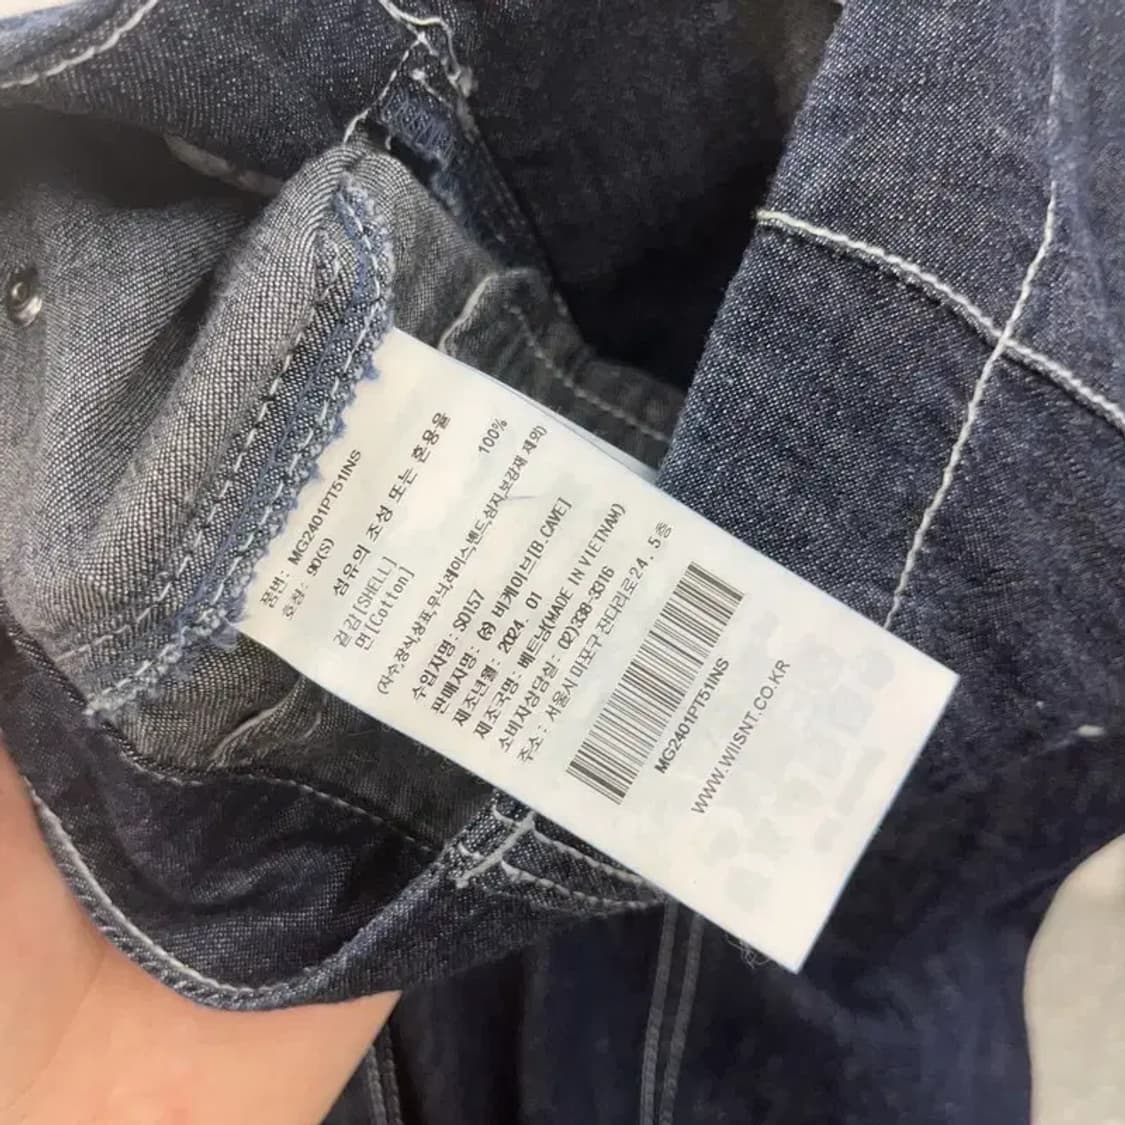 품번 : MG2401PT51INS
호칭 : 90(S)
섬유의 조성 또는 혼용율
겉감[SHELL]
면[Cotton] 100%
(자수,장식,상표,무늬,레이스,밴드,심지,보강재 제외)
수입자명 : S0157
판매자명 : ㈜ 비케이브[B.CAVE]
제조년월 : 2024. 01
제조국명 : 베트남(MADE IN VIETNAM)
소비자상담실 : 02)338-3316
주소 : 서울시 마포구 잔다리로24, 5층
MG2401PT51INS
WWW.WIISNT.CO.KR